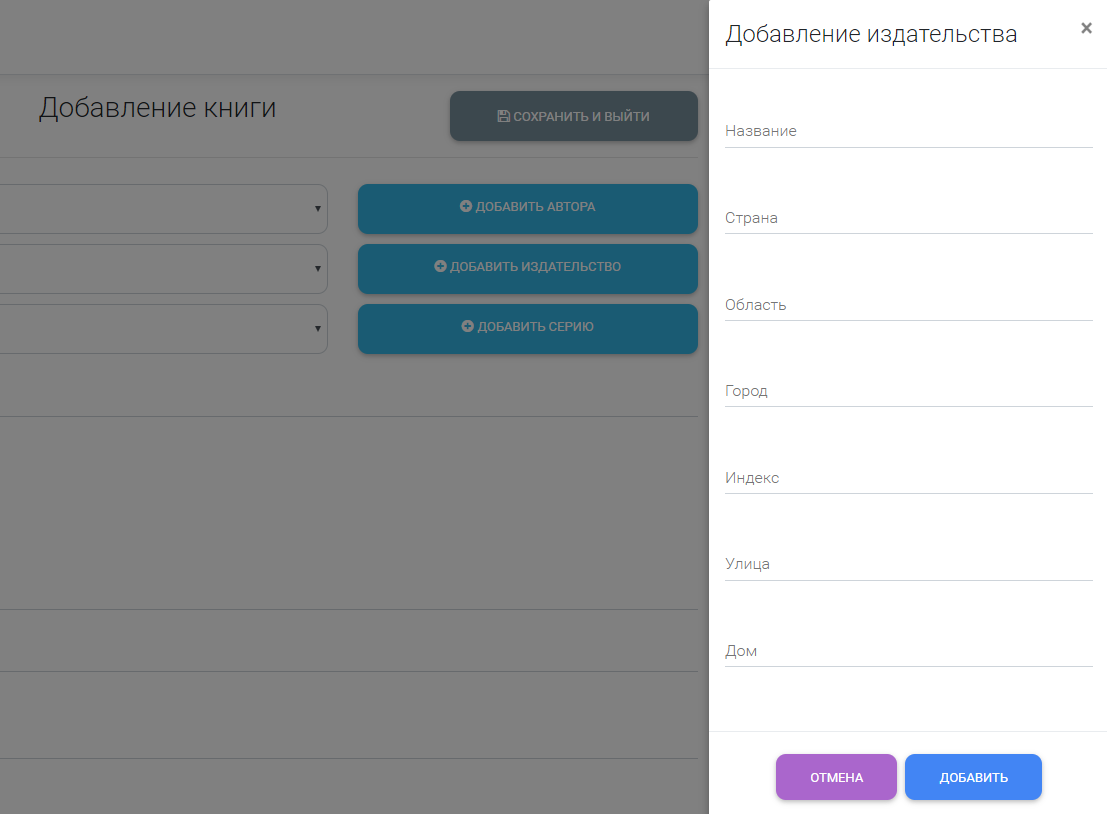 Добавление книги
СОХРАНИТЬ И ВЫЙТИ
ДОБАВИТЬ АВТОРА
ДОБАВИТЬ ИЗДАТЕЛЬСТВО
ДОБАВИТЬ СЕРИЮ
Добавление издательства
×
Название
Страна
Область
Город
Индекс
Улица
Дом
ОТМЕНА
ДОБАВИТЬ